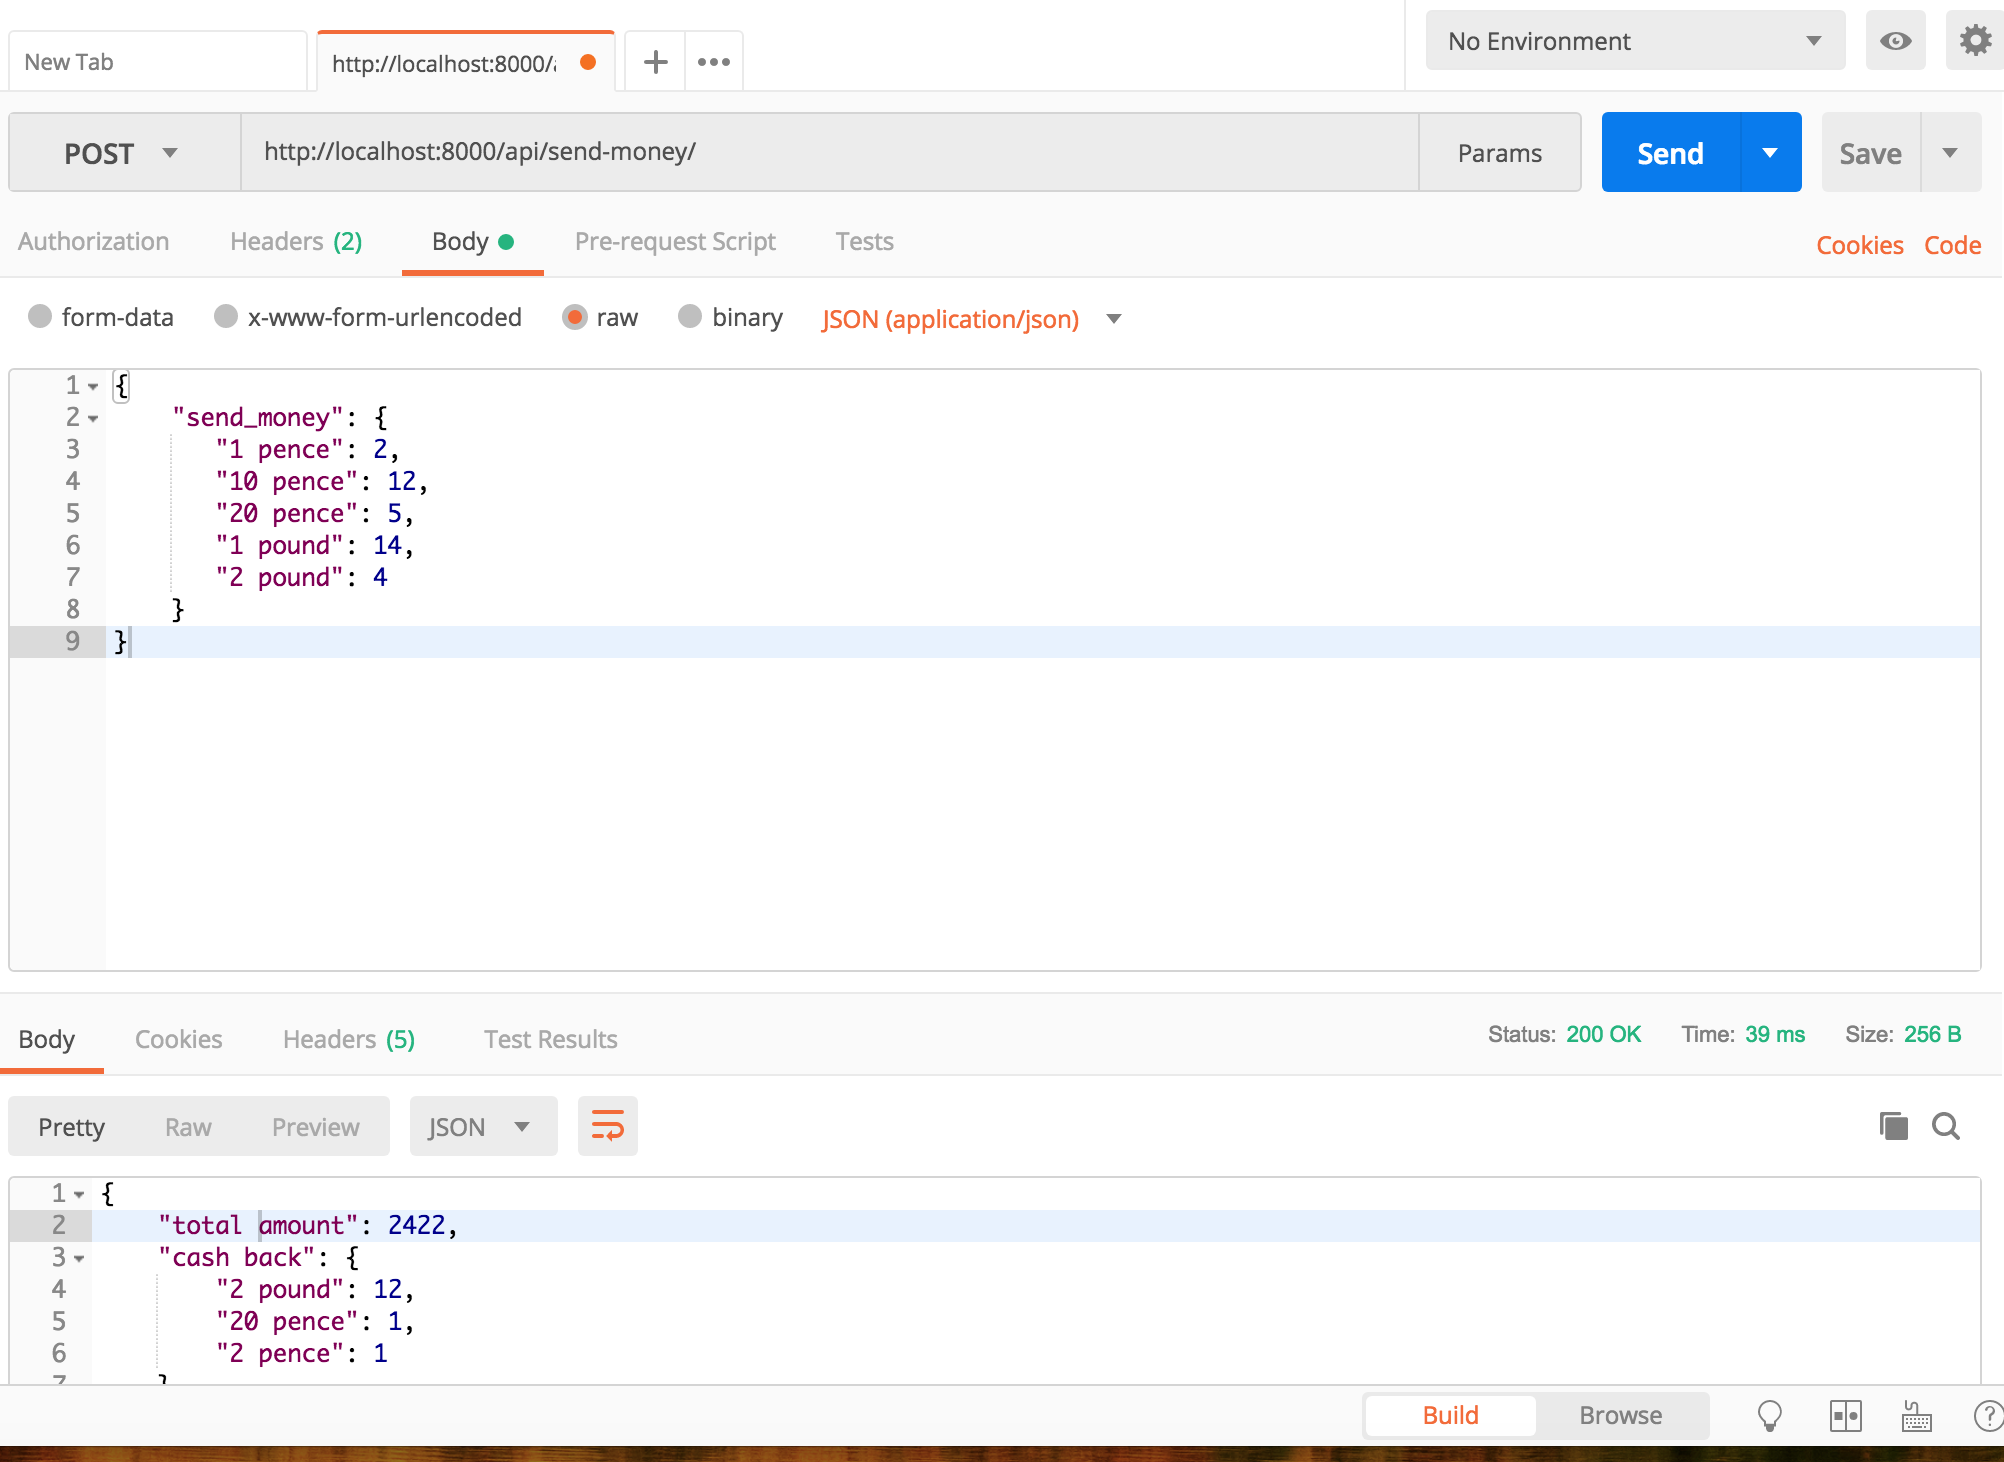 New Tab
http://localhost:8000/
No Environment
POST
http://localhost:8000/api/send-money/
Params
Send
Save
Authorization
Headers (2)
Body
Pre-request Script
Tests
Cookies
Code
form-data
x-www-form-urlencoded
raw
binary
JSON (application/json)
1 {
2 "send_money": {
3 "1 pence": 2,
4 "10 pence": 12,
5 "20 pence": 5,
6 "1 pound": 14,
7 "2 pound": 4
8 }
9 }
Body
Cookies
Headers (5)
Test Results
Status: 200 OK
Time: 39 ms
Size: 256 B
Pretty
Raw
Preview
JSON
1 {
2 "total amount": 2422,
3 "cash back": {
4 "2 pound": 12,
5 "20 pence": 1,
6 "2 pence": 1
7 }
Build
Browse
?